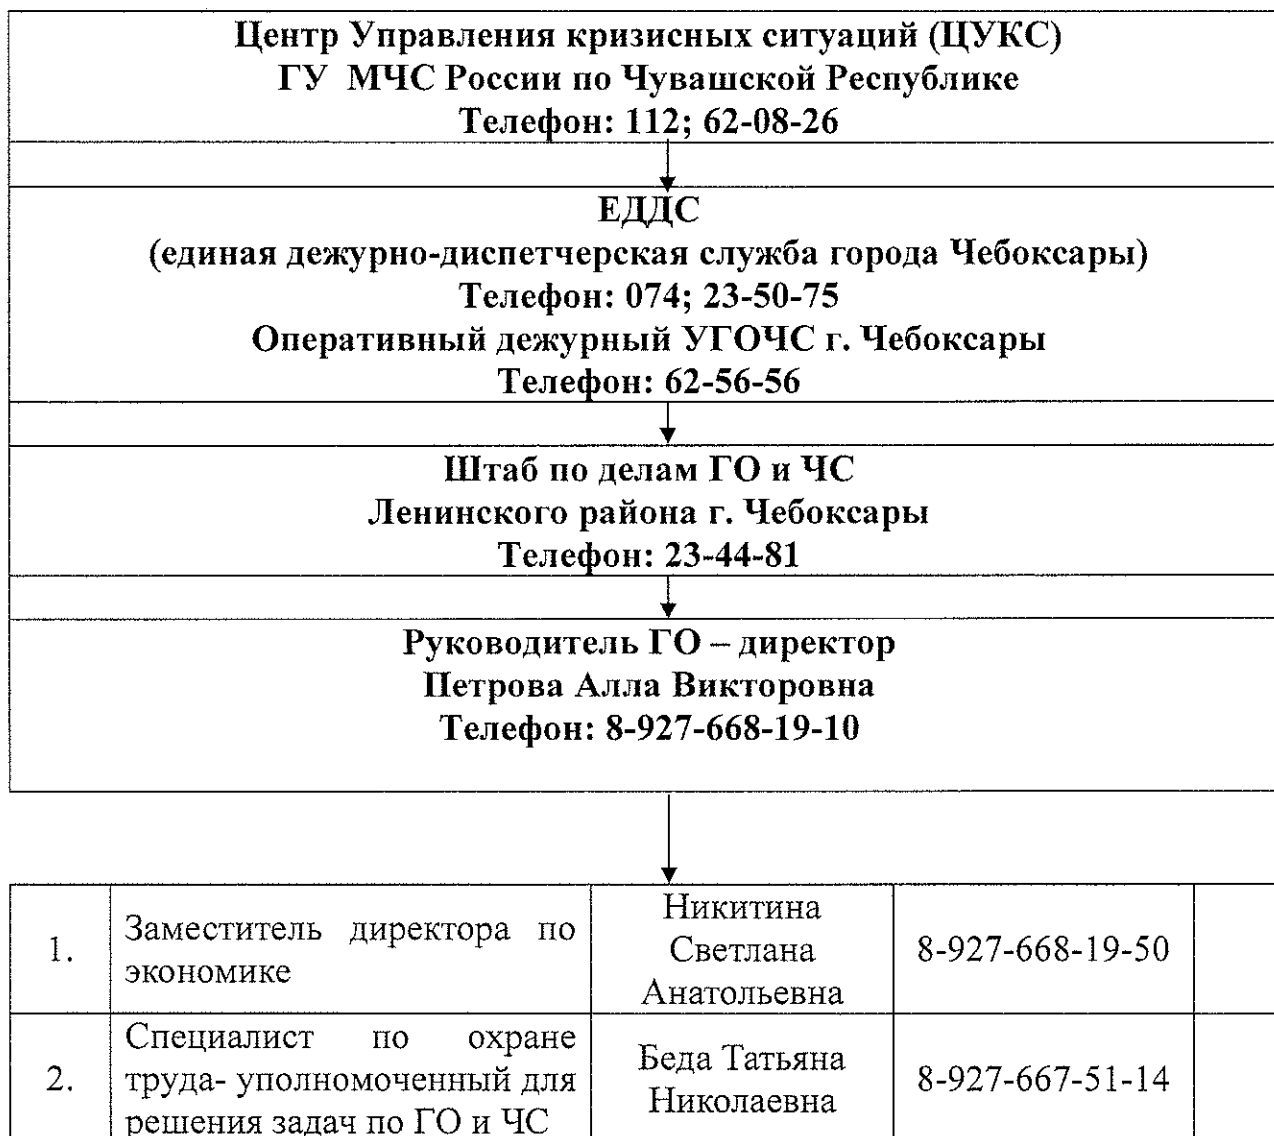 Центр Управления кризисных ситуаций (ЦУКС)
ГУ МЧС России по Чувашской Республике
Телефон: 112; 62-08-26
ЕДДС
(единая дежурно-диспетчерская служба города Чебоксары)
Телефон: 074; 23-50-75
Оперативный дежурный УГОЧС г. Чебоксары
Телефон: 62-56-56
Штаб по делам ГО и ЧС
Ленинского района г. Чебоксары
Телефон: 23-44-81
Руководитель ГО – директор
Петрова Алла Викторовна
Телефон: 8-927-668-19-10
1.
Заместитель директора по
экономике
Никитина
Светлана
Анатольевна
8-927-668-19-50
2.
Специалист по охране
труда- уполномоченный для
решения задач по ГО и ЧС
Беда Татьяна
Николаевна
8-927-667-51-14